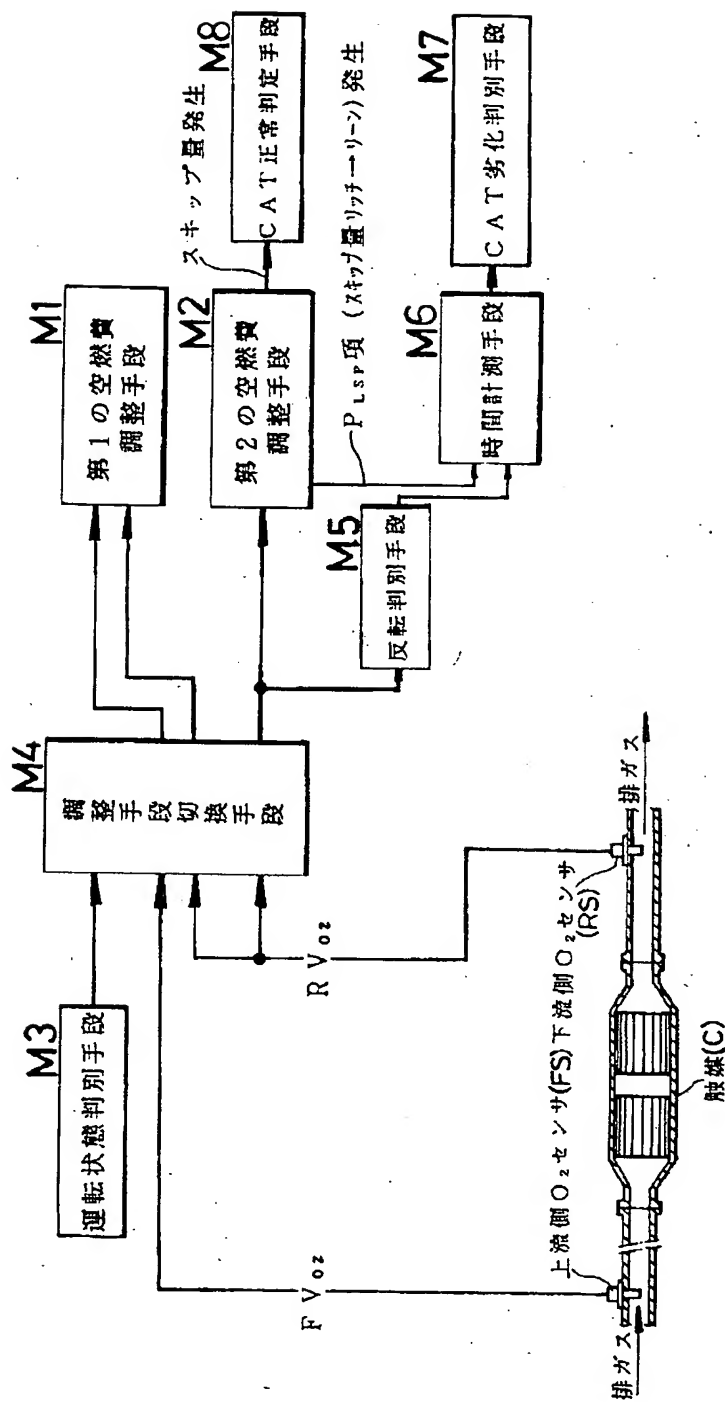 M3
運転状態判別手段
M4
調整手段切換手段
M1
第1の空燃費
調整手段
M2
第2の空燃費
調整手段
スキップ量発生
M8
CAT正常判定手段
PLSP項 (スキップ量リッチ→リーン) 発生
M5
反転判別手段
M6
時間計測手段
M7
CAT劣化判別手段
F VO2
R VO2
上流側O2センサ(FS)
下流側O2センサ
(RS)
排ガス
排ガス
触媒(C)